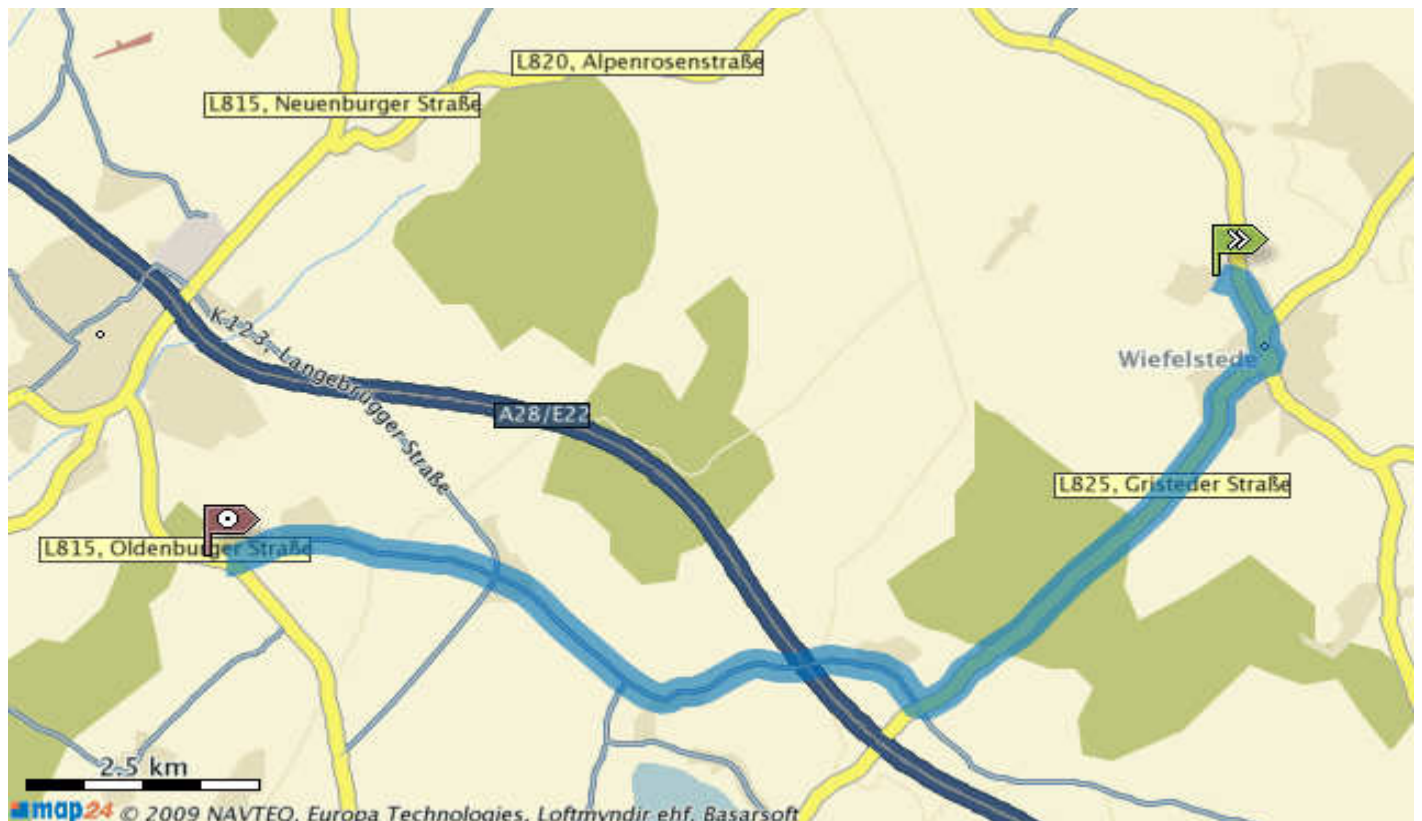 L820, Alpenrosenstraße
L815, Neuenburger Straße
K 123, Langebrügger Straße
Wiefelstede
A28/E22
L825, Gristeder Straße
L815, Oldenburger Straße
2.5 km
map24 © 2009 NAVTEQ, Europa Technologies, Loftmyndir ehf, Basarsoft